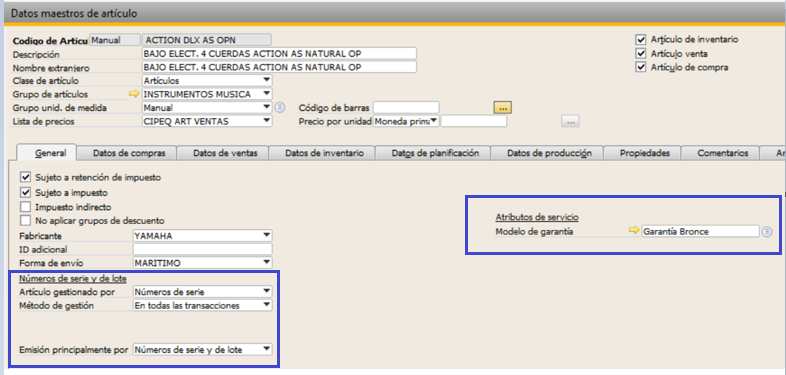 Datos maestros de artículo
Codigo de Articu Manual ACTION DLX AS OPN
Descripción BAJO ELECT. 4 CUERDAS ACTION AS NATURAL OP
Nombre extranjero BAJO ELECT. 4 CUERDAS ACTION AS NATURAL OP
Clase de artículo Artículos
Grupo de artículos INSTRUMENTOS MUSICA
Grupo unid. de medida Manual Código de barras ...
Lista de precios CIPEQ ART VENTAS Precio por unidad Moneda prima ...
Artículo de inventario
Artículo venta
Artículo de compra
General Datos de compras Datos de ventas Datos de inventario Datos de planificación Datos de producción Propiedades Comentarios An
Sujeto a retención de impuesto
Sujeto a impuesto
Impuesto indirecto
No aplicar grupos de descuento
Fabricante YAMAHA
ID adicional
Forma de envío MARITIMO
Números de serie y de lote
Artículo gestionado por Números de serie
Método de gestión En todas las transacciones
Emisión principalmente por Números de serie y de lote
Atributos de servicio
Modelo de garantía Garantía Bronce